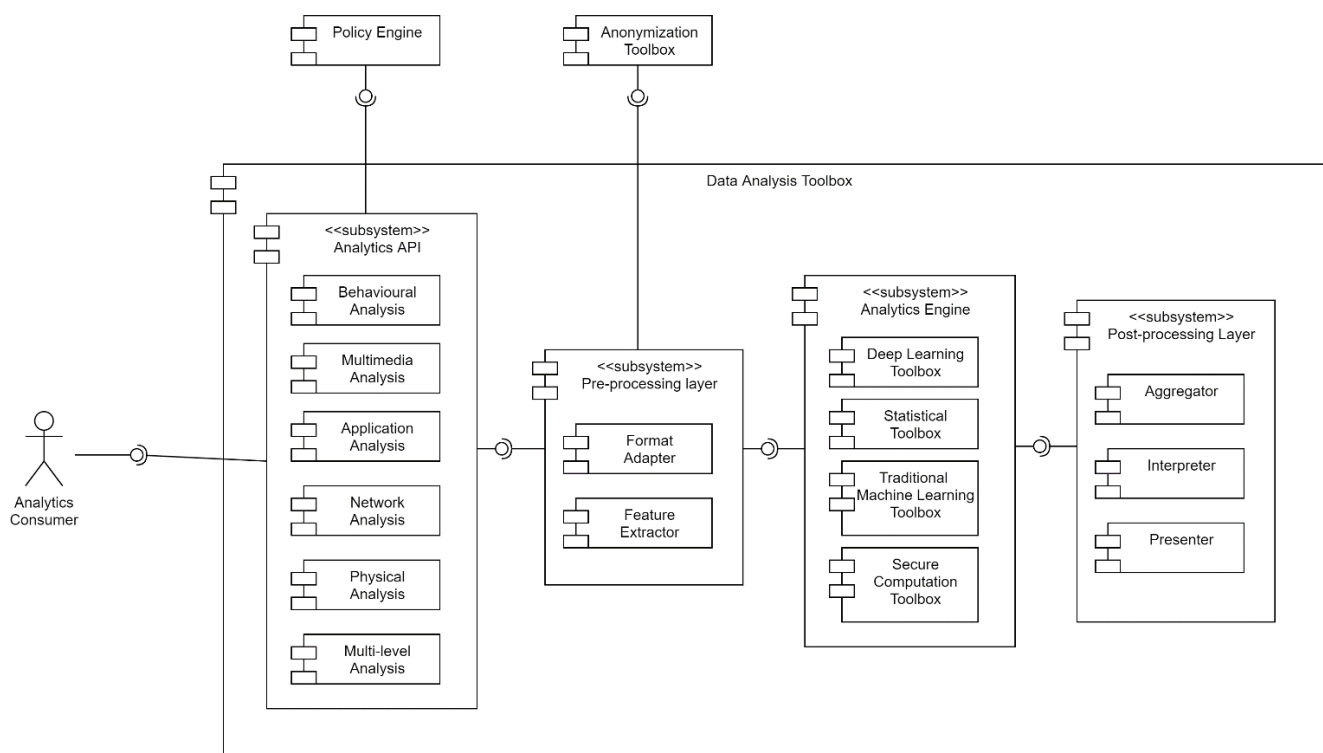 Policy Engine
Anonymization
Toolbox
Data Analysis Toolbox
<<subsystem>>
Analytics API
Behavioural
Analysis
Multimedia
Analysis
Application
Analysis
Network
Analysis
Physical
Analysis
Multi-level
Analysis
Analytics
Consumer
<<subsystem>>
Pre-processing layer
Format
Adapter
Feature
Extractor
<<subsystem>>
Analytics Engine
Deep Learning
Toolbox
Statistical
Toolbox
Traditional
Machine Learning
Toolbox
Secure
Computation
Toolbox
<<subsystem>>
Post-processing Layer
Aggregator
Interpreter
Presenter